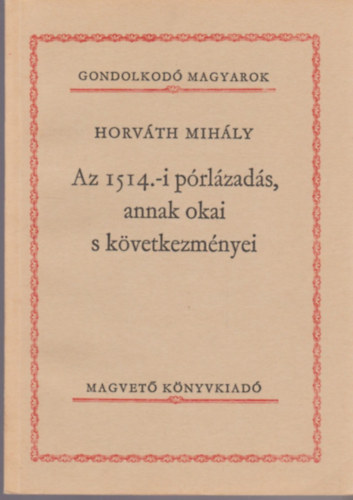 GONDOLKODÓ MAGYAROK
HORVÁTH MIHÁLY
Az 1514.-i pórlázadás,
annak okai
s következményei
MAGVETŐ KÖNYVKIADÓ